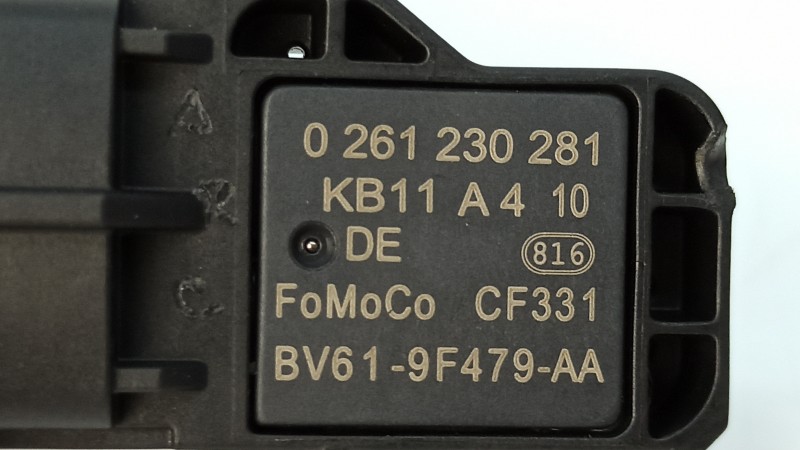 0 261 230 281
KB11 A 4 10
DE 816
FoMoCo CF331
BV61-9F479-AA